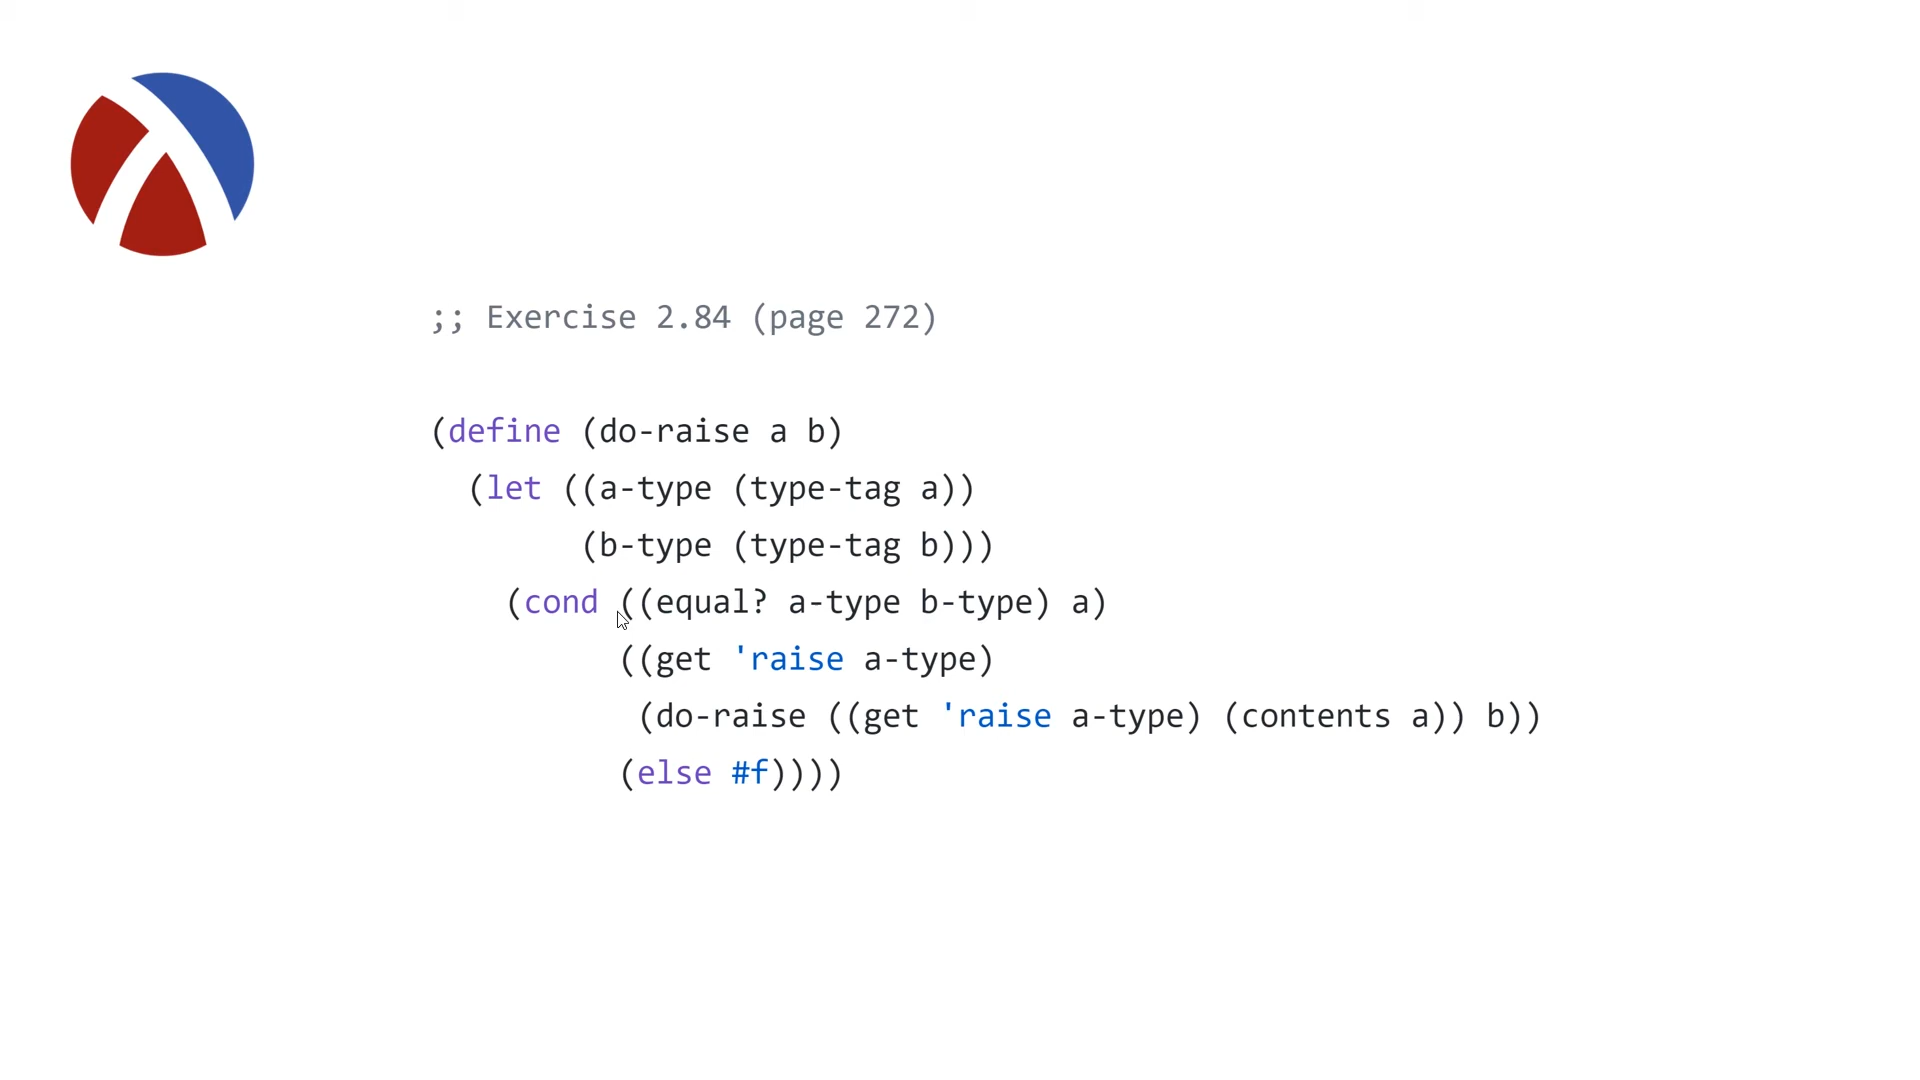 ;; Exercise 2.84 (page 272)
(define (do-raise a b)
  (let ((a-type (type-tag a))
        (b-type (type-tag b)))
    (cond ((equal? a-type b-type) a)
          ((get 'raise a-type)
           (do-raise ((get 'raise a-type) (contents a)) b))
          (else #f))))